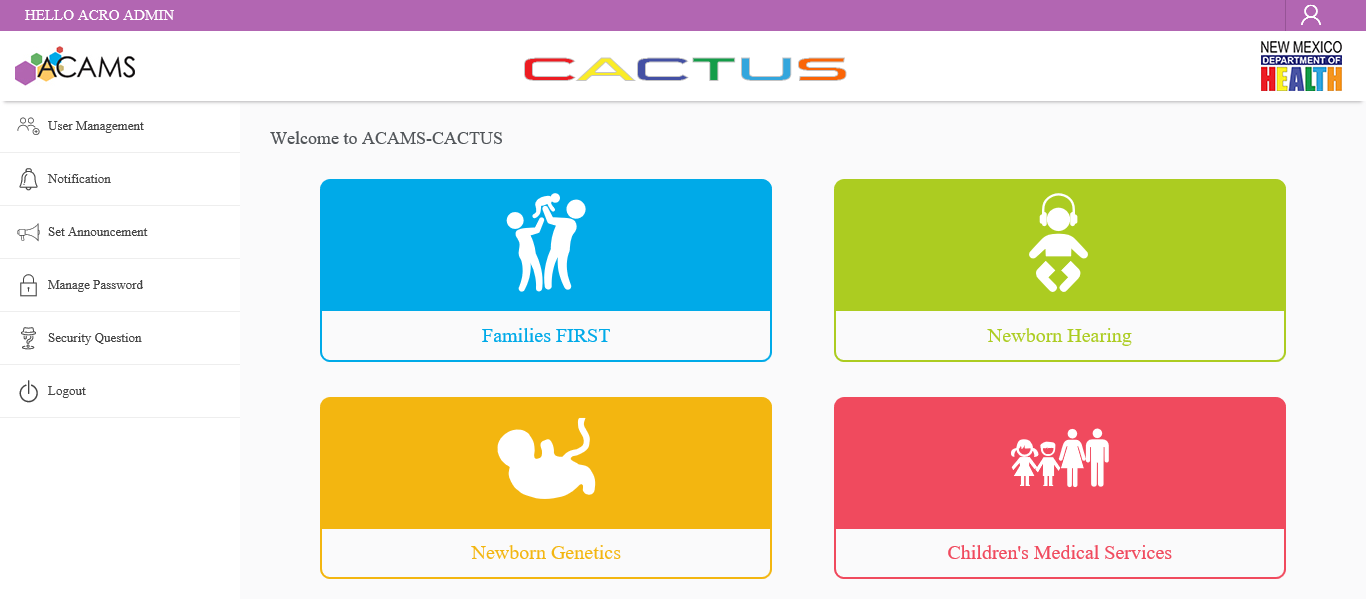 HELLO ACRO ADMIN
ACAMS
CACTUS
NEW MEXICO
DEPARTMENT OF
HEALTH
User Management
Notification
Set Announcement
Manage Password
Security Question
Logout
Welcome to ACAMS-CACTUS
Families FIRST
Newborn Hearing
Newborn Genetics
Children's Medical Services